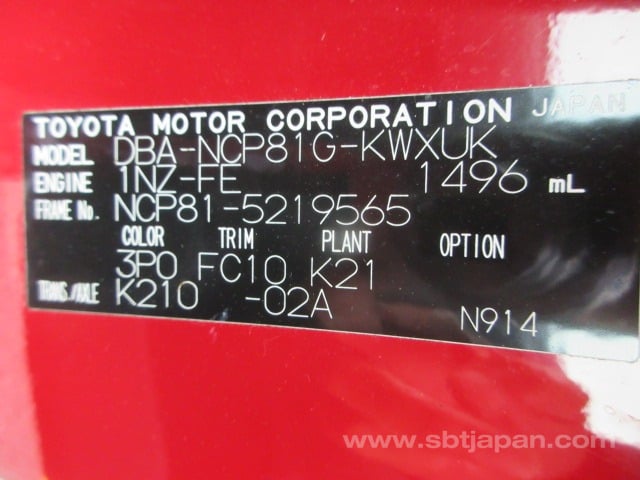 TOYOTA MOTOR CORPORATION JAPAN
MODEL DBA-NCP81G-KWXUK
ENGINE 1NZ-FE 1496 mL
FRAME No. NCP81-5219565
COLOR TRIM PLANT OPTION
3P0 FC10 K21
TRANS./AXLE K210 -02A
N914
www.sbtjapan.com